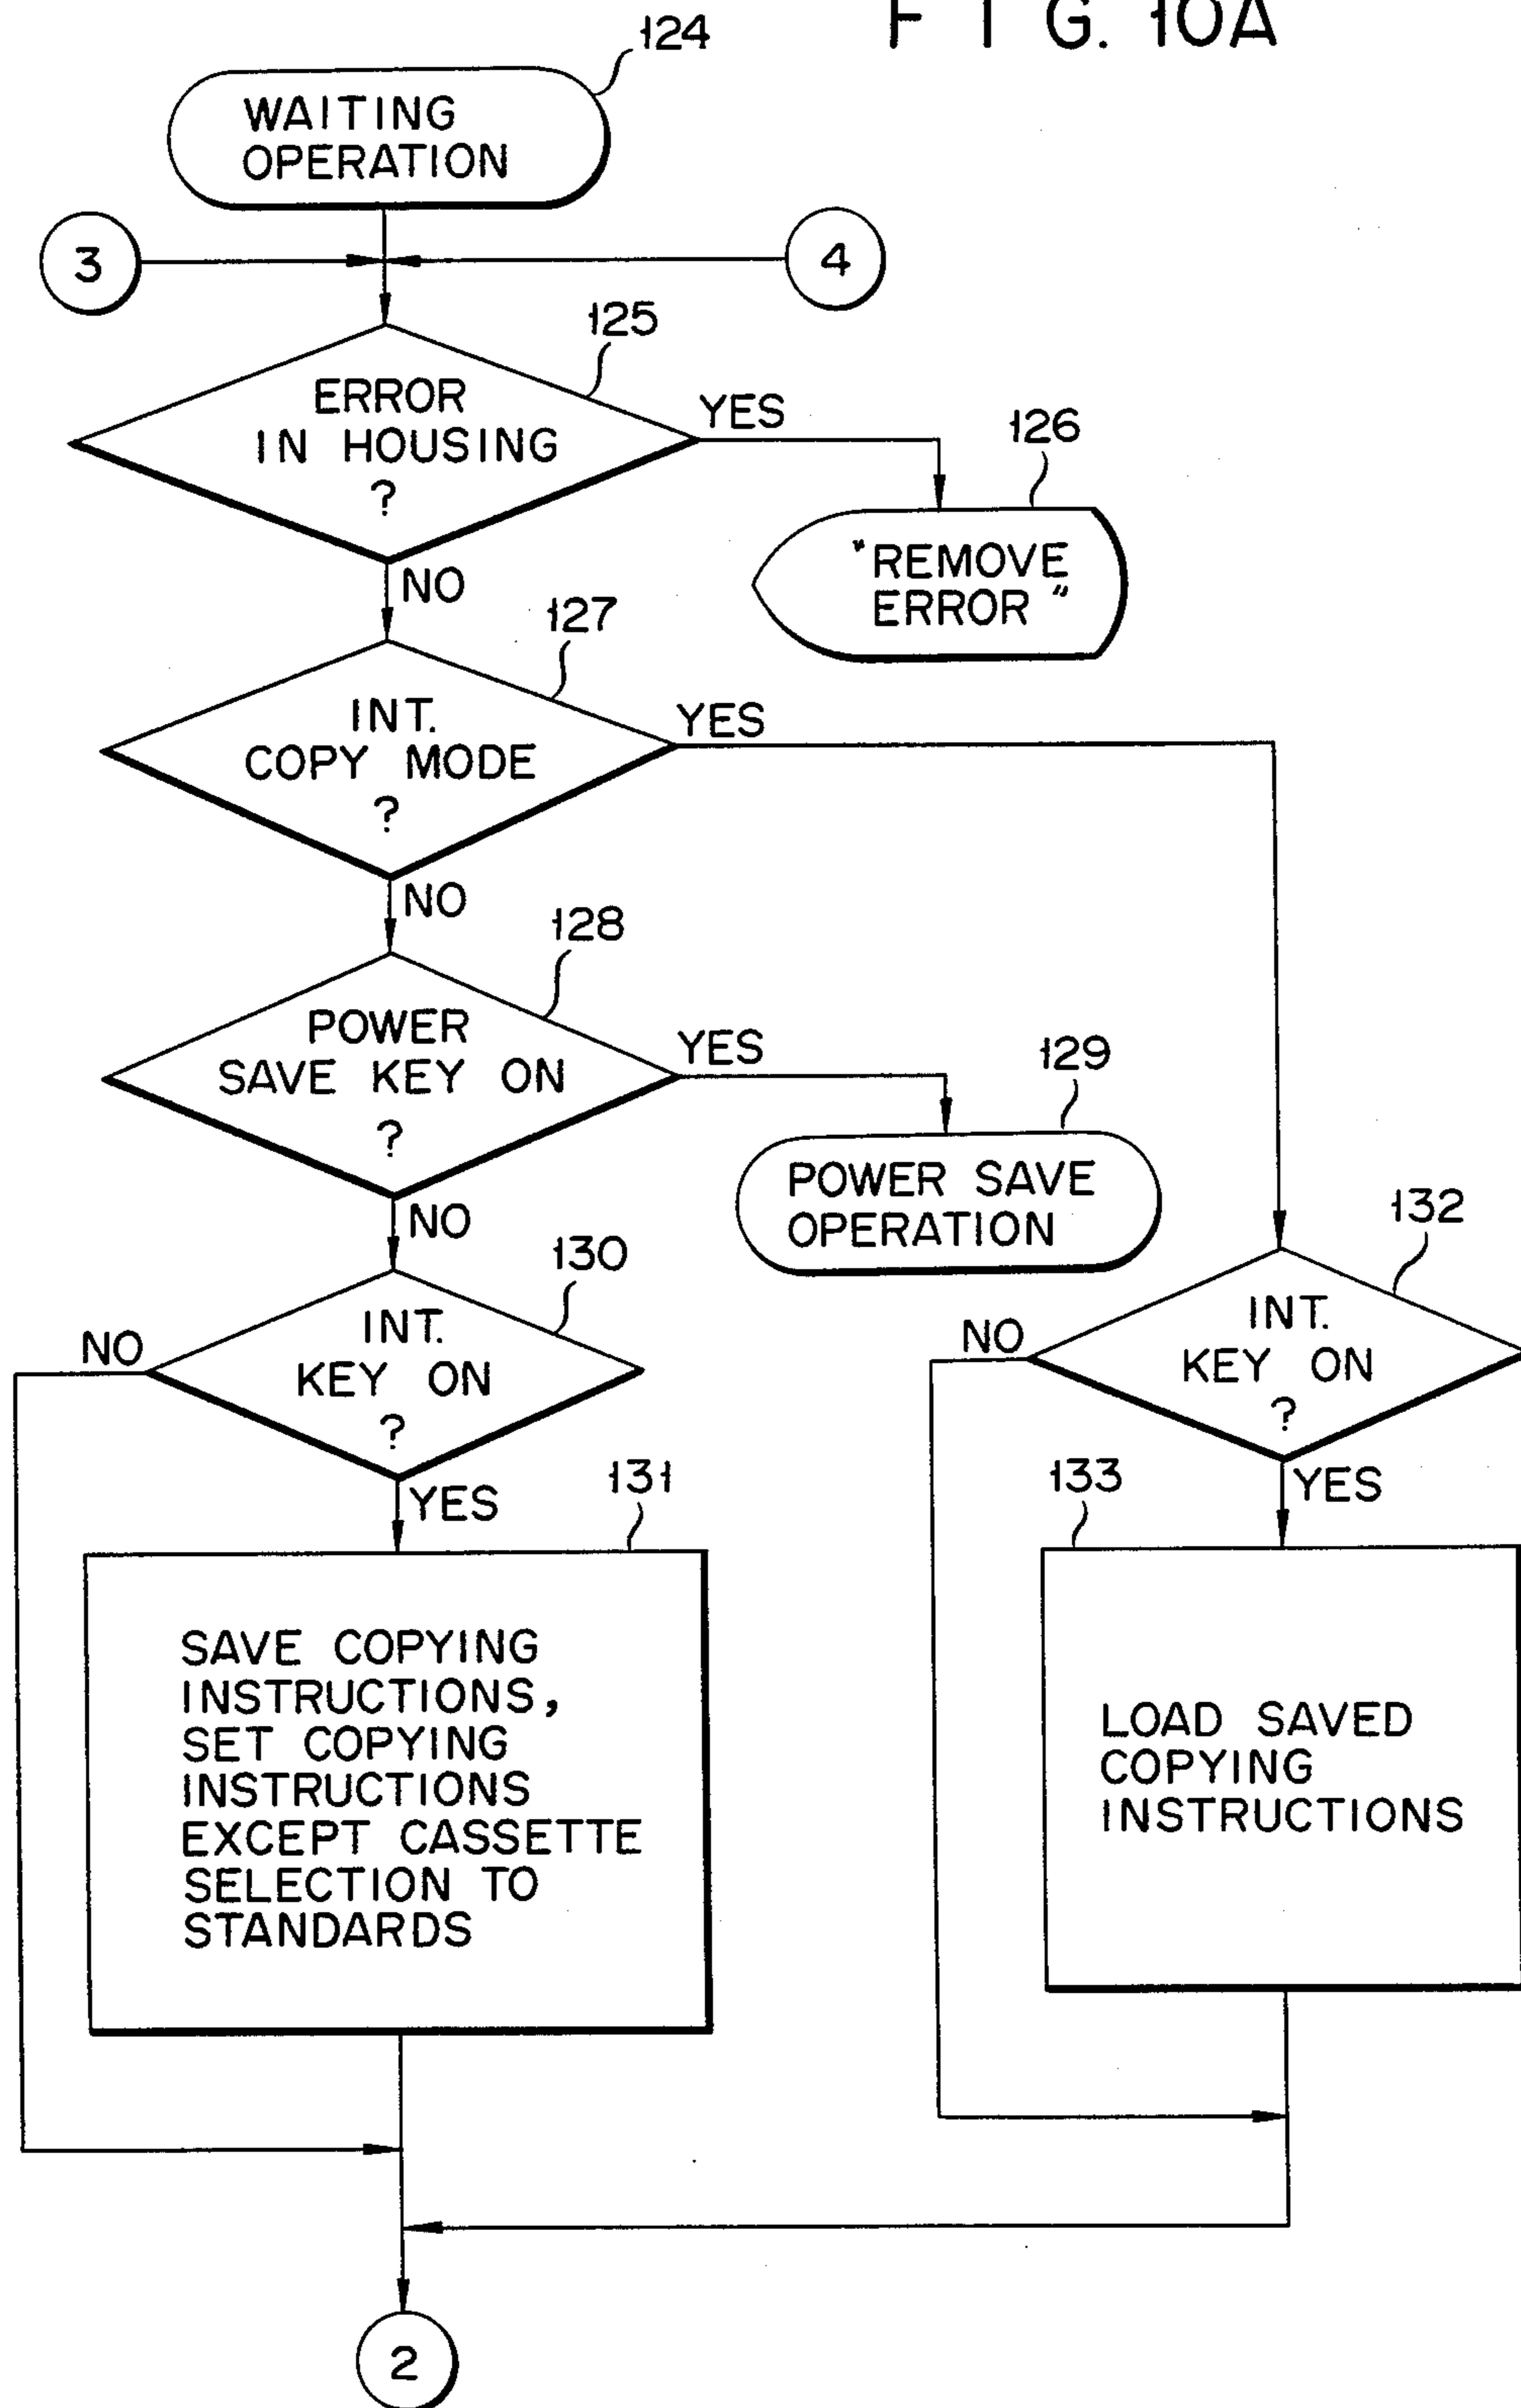 F I G. 10A
124
WAITING
OPERATION
3
4
125
ERROR
IN HOUSING
?
YES
126
"REMOVE
ERROR"
NO
127
INT.
COPY MODE
?
YES
NO
128
POWER
SAVE KEY ON
?
YES
129
POWER SAVE
OPERATION
NO
130
INT.
KEY ON
?
NO
132
INT.
KEY ON
?
NO
YES
131
SAVE COPYING
INSTRUCTIONS,
SET COPYING
INSTRUCTIONS
EXCEPT CASSETTE
SELECTION TO
STANDARDS
YES
133
LOAD SAVED
COPYING
INSTRUCTIONS
2